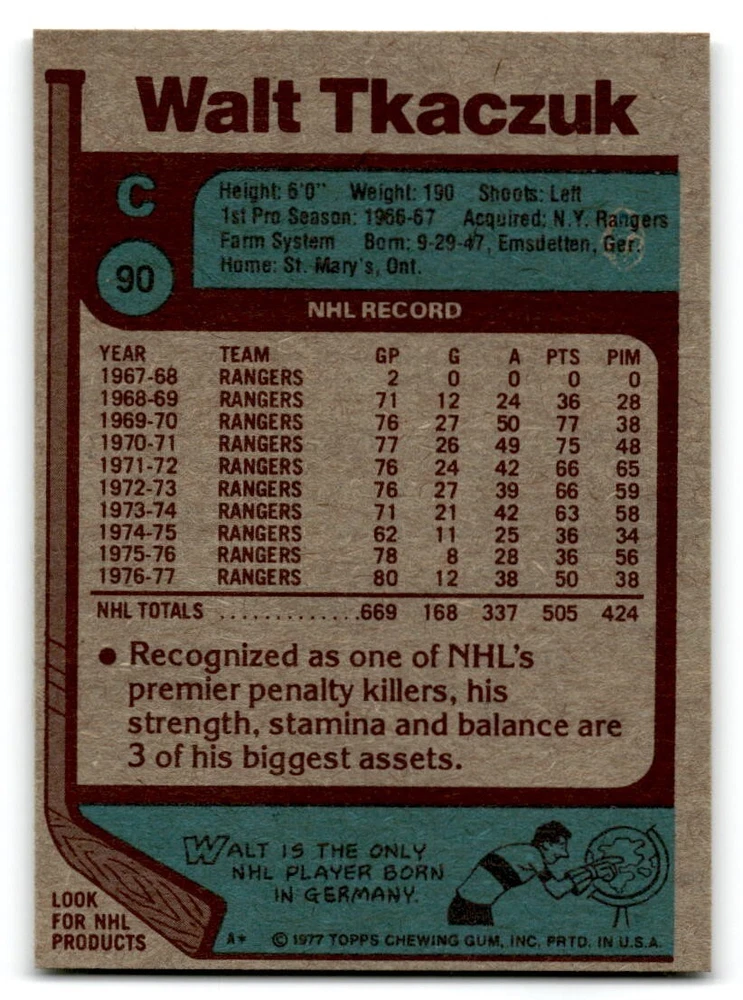 Walt Tkaczuk
C
Height: 6'0" Weight: 190 Shoots: Left
1st Pro Season: 1966-67 Acquired: N.Y. Rangers
Farm System Born: 9-29-47, Emsdetten, Ger.
Home: St. Mary's, Ont.
90
NHL RECORD
YEAR TEAM GP G A PTS PIM
1967-68 RANGERS 2 0 0 0 0
1968-69 RANGERS 71 12 24 36 28
1969-70 RANGERS 76 27 50 77 38
1970-71 RANGERS 77 26 49 75 48
1971-72 RANGERS 76 24 42 66 65
1972-73 RANGERS 76 27 39 66 59
1973-74 RANGERS 71 21 42 63 58
1974-75 RANGERS 62 11 25 36 34
1975-76 RANGERS 78 8 28 36 56
1976-77 RANGERS 80 12 38 50 38
NHL TOTALS .............669 168 337 505 424
• Recognized as one of NHL's
premier penalty killers, his
strength, stamina and balance are
3 of his biggest assets.
WALT IS THE ONLY
NHL PLAYER BORN
IN GERMANY.
LOOK
FOR NHL
PRODUCTS
A* © 1977 TOPPS CHEWING GUM, INC. PRTD. IN U.S.A.